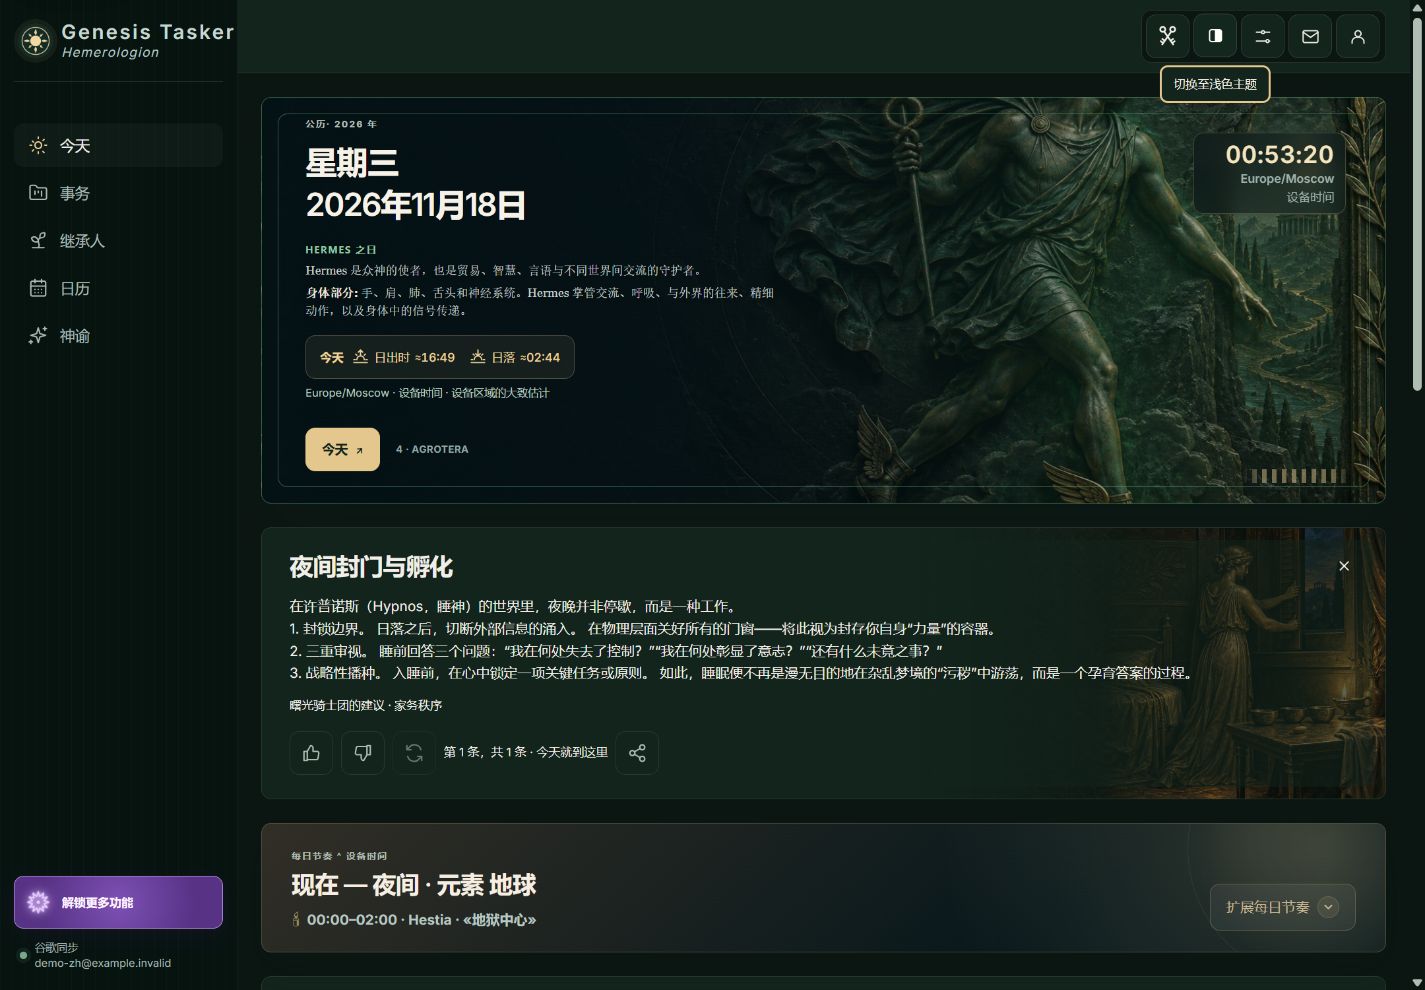 Genesis Tasker
Hemerologion
今天
事务
继承人
日历
神谕
解锁更多功能
谷歌同步
demo-zh@example.invalid
切换至浅色主题
公历· 2026 年
星期三
2026年11月18日
HERMES 之日
Hermes 是众神的使者，也是贸易、智慧、言语与不同世界间交流的守护者。
身体部分: 手、肩、肺、舌头和神经系统。Hermes 掌管交流、呼吸、与外界的往来、精细
动作，以及身体中的信号传递。
今天 日出时 ≈16:49 日落 ≈02:44
Europe/Moscow · 设备时间 · 设备区域的大致估计
今天 ↗
4 · AGROTERA
00:53:20
Europe/Moscow
设备时间
夜间封门与孵化
在许普诺斯（Hypnos，睡神）的世界里，夜晚并非停歇，而是一种工作。
1. 封锁边界。 日落之后，切断外部信息的涌入。 在物理层面关好所有的门窗——将此视为封存你自身“力量”的容器。
2. 三重审视。 睡前回答三个问题：“我在何处失去了控制？”“我在何处彰显了意志？”“还有什么未竟之事？”
3. 战略性播种。 入睡前，在心中锁定一项关键任务或原则。 如此，睡眠便不再是漫无目的地在杂乱梦境的“污秽”中游荡，而是一个孕育答案的过程。
曙光骑士团的建议 · 家务秩序
第 1 条，共 1 条 · 今天就到这里
每日节奏 ^ 设备时间
现在 — 夜间 · 元素 地球
00:00–02:00 · Hestia · «地狱中心»
扩展每日节奏